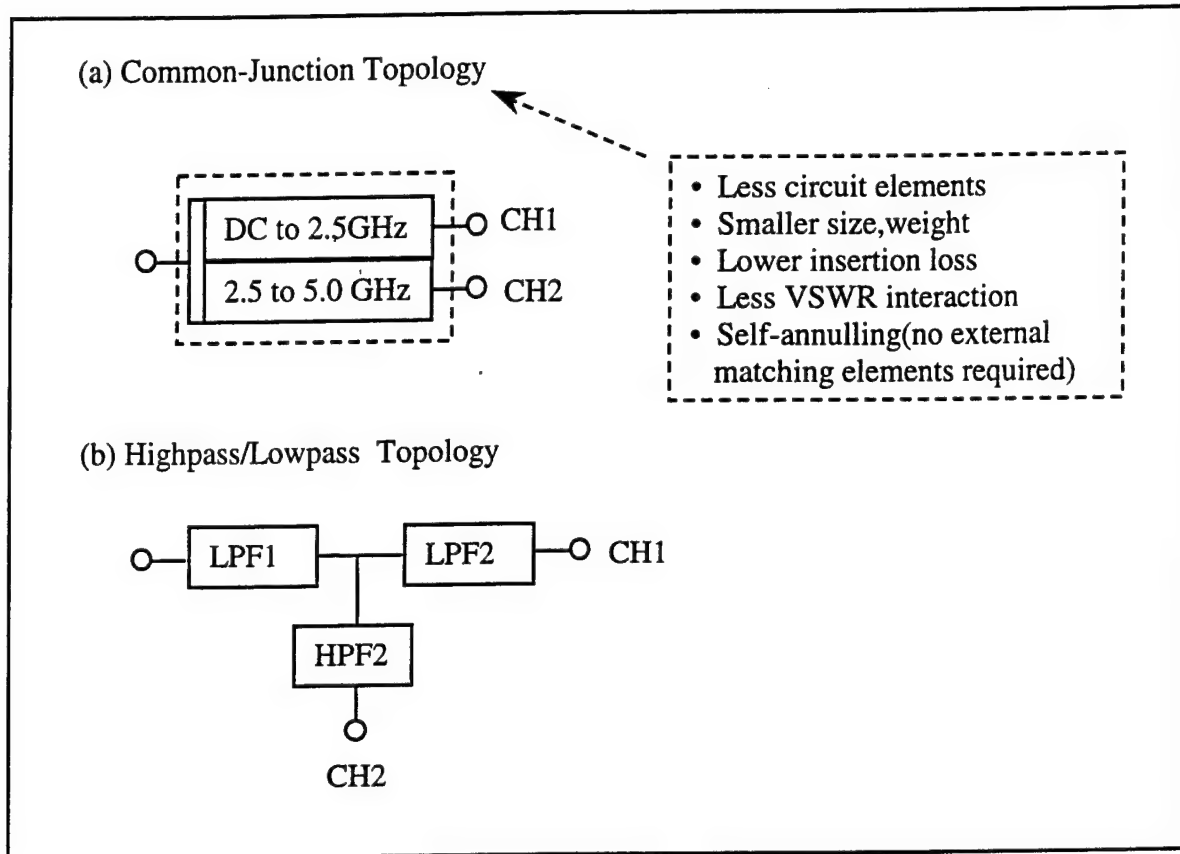 (a) Common-Junction Topology
DC to 2.5GHz
CH1
2.5 to 5.0 GHz
CH2
• Less circuit elements
• Smaller size,weight
• Lower insertion loss
• Less VSWR interaction
• Self-annulling(no external
matching elements required)
(b) Highpass/Lowpass Topology
LPF1
LPF2
CH1
HPF2
CH2